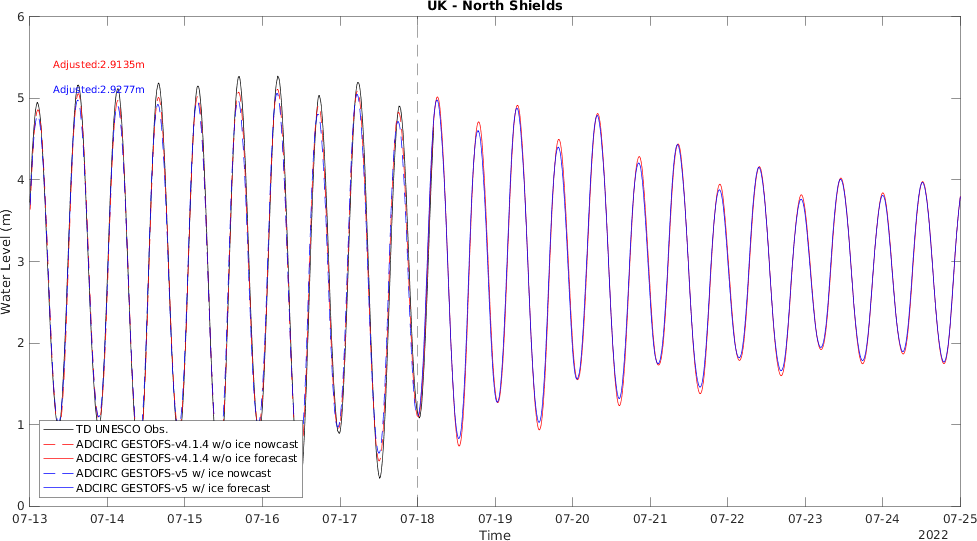 UK - North Shields
6
Adjusted:2.9135m
Adjusted:2.9277m
5
4
3
2
1
0
Water Level (m)
TD UNESCO Obs.
ADCIRC GESTOFS-v4.1.4 w/o ice nowcast
ADCIRC GESTOFS-v4.1.4 w/o ice forecast
ADCIRC GESTOFS-v5 w/ ice nowcast
ADCIRC GESTOFS-v5 w/ ice forecast
07-13 07-14 07-15 07-16 07-17 07-18 07-19 07-20 07-21 07-22 07-23 07-24 07-25
Time
2022